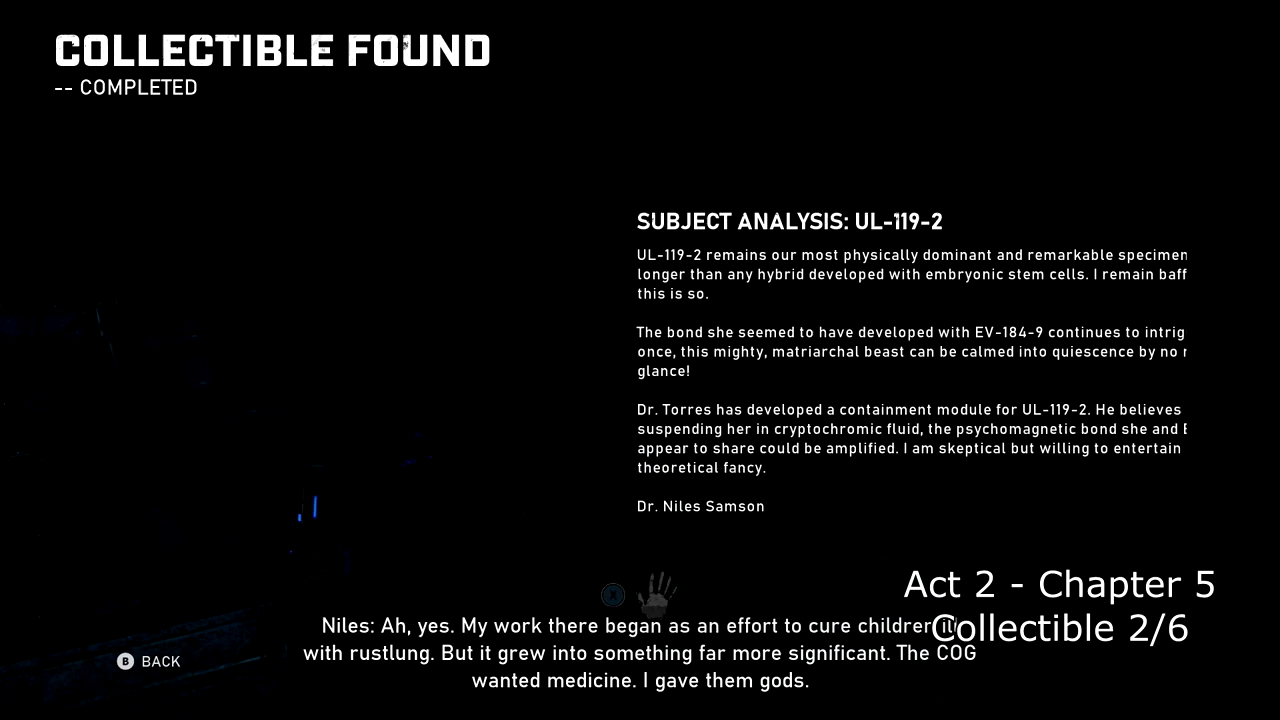 COLLECTIBLE FOUND
-- COMPLETED
SUBJECT ANALYSIS: UL-119-2
UL-119-2 remains our most physically dominant and remarkable specimen
longer than any hybrid developed with embryonic stem cells. I remain baff
this is so.
The bond she seemed to have developed with EV-184-9 continues to intrig
once, this mighty, matriarchal beast can be calmed into quiescence by no
glance!
Dr. Torres has developed a containment module for UL-119-2. He believes
suspending her in cryptochromic fluid, the psychomagnetic bond she and
appear to share could be amplified. I am skeptical but willing to entertain
theoretical fancy.
Dr. Niles Samson
Act 2 - Chapter 5
Collectible 2/6
Niles: Ah, yes. My work there began as an effort to cure children
with rustlung. But it grew into something far more significant. The COG
wanted medicine. I gave them gods.
B BACK